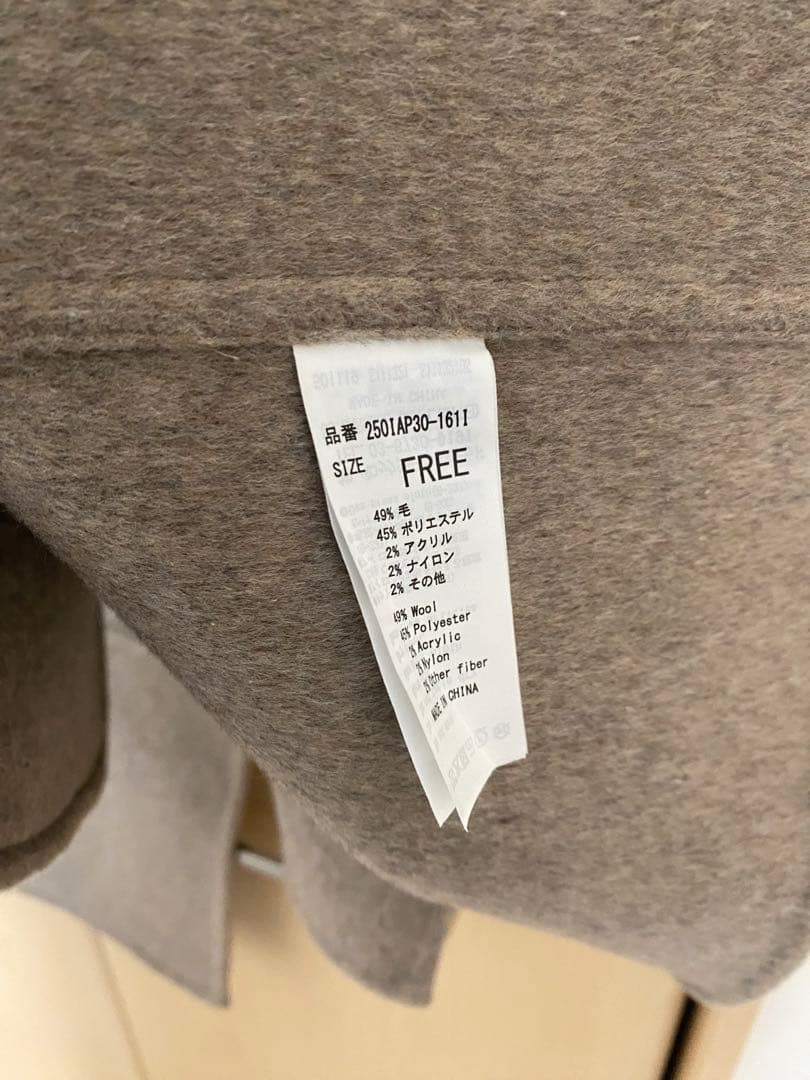 品番 250IAP30-161I
SIZE FREE
49% 毛
45% ポリエステル
2% アクリル
2% ナイロン
2% その他
49% Wool
45% Polyester
2% Acrylic
2% Nylon
2% Other fiber
MADE IN CHINA